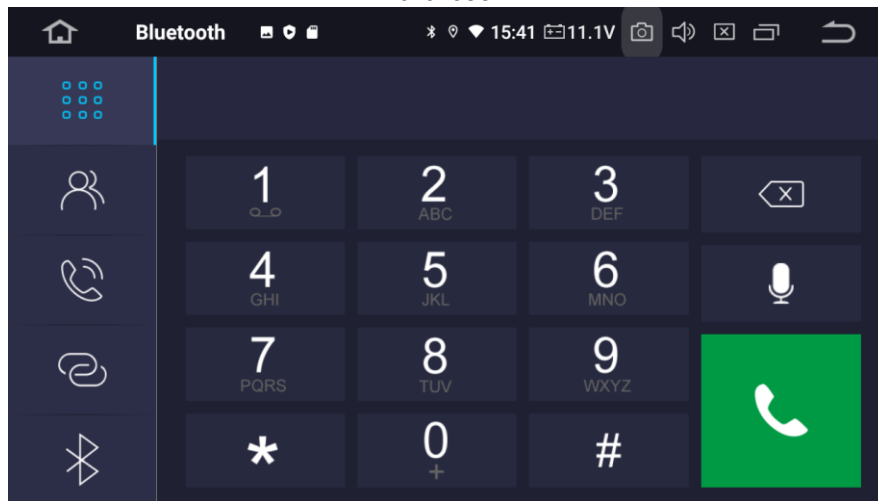 Bluetooth 15:41 11.1V
1 2 3
ABC DEF
4 5 6
GHI JKL MNO
7 8 9
PQRS TUV WXYZ
* 0 #
+